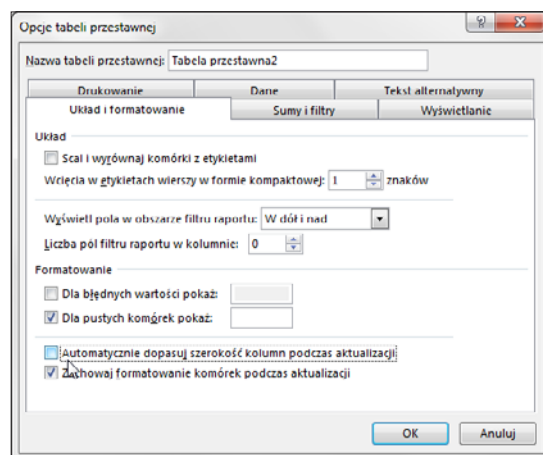 Opcje tabeli przestawnej
Nazwa tabeli przestawnej: Tabela przestawna2
Drukowanie Dane Tekst alternatywny
Układ i formatowanie Sumy i filtry Wyświetlanie
Układ
Scal i wyrównaj komórki z etykietami
Wcięcia w etykietach wierszy w formie kompaktowej: 1 znaków
Wyświetl pola w obszarze filtru raportu: W dół i nad
Liczba pól filtru raportu w kolumnie: 0
Formatowanie
Dla błędnych wartości pokaż:
Dla pustych komórek pokaż:
Automatycznie dopasuj szerokość kolumn podczas aktualizacji
Zachowaj formatowanie komórek podczas aktualizacji
OK Anuluj